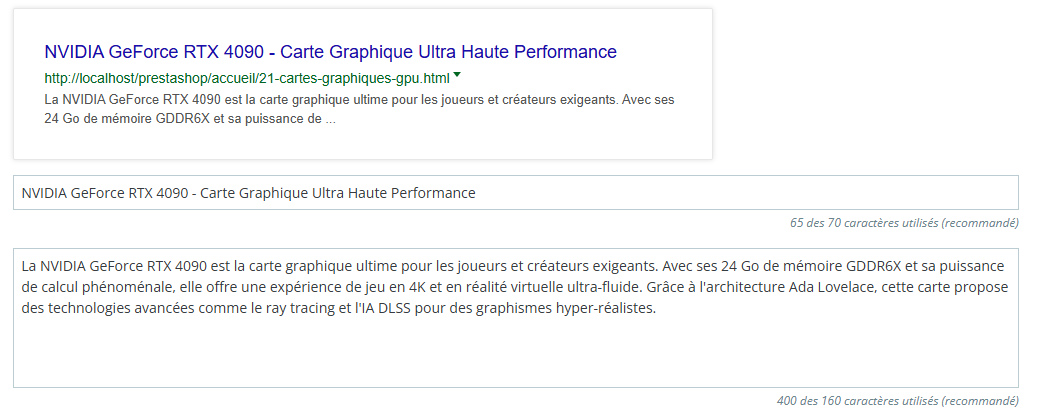 NVIDIA GeForce RTX 4090 - Carte Graphique Ultra Haute Performance
http://localhost/prestashop/accueil/21-cartes-graphiques-gpu.html
La NVIDIA GeForce RTX 4090 est la carte graphique ultime pour les joueurs et créateurs exigeants. Avec ses
24 Go de mémoire GDDR6X et sa puissance de ...
NVIDIA GeForce RTX 4090 - Carte Graphique Ultra Haute Performance
65 des 70 caractères utilisés (recommandé)
La NVIDIA GeForce RTX 4090 est la carte graphique ultime pour les joueurs et créateurs exigeants. Avec ses 24 Go de mémoire GDDR6X et sa puissance
de calcul phénoménale, elle offre une expérience de jeu en 4K et en réalité virtuelle ultra-fluide. Grâce à l'architecture Ada Lovelace, cette carte propose
des technologies avancées comme le ray tracing et l'IA DLSS pour des graphismes hyper-réalistes.
400 des 160 caractères utilisés (recommandé)